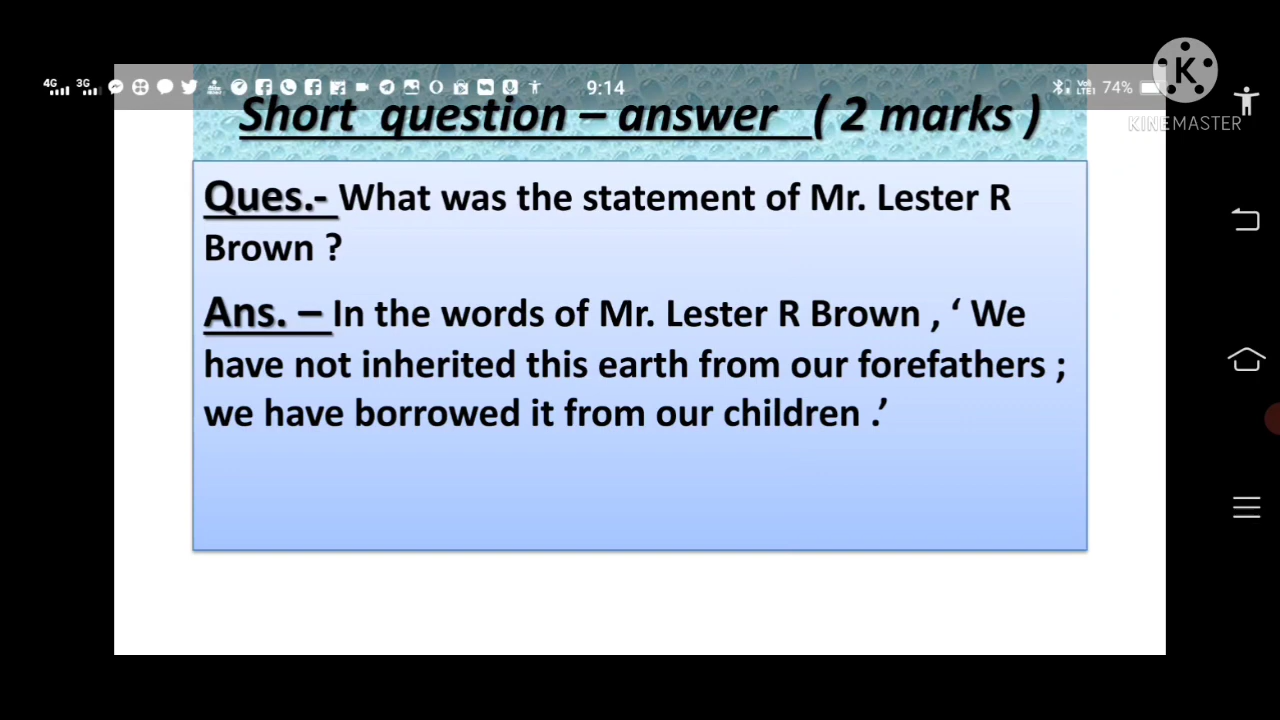 4G 3G 9:14 74%
K
KINEMASTER
Short question – answer ( 2 marks )
Ques.- What was the statement of Mr. Lester R
Brown ?
Ans. – In the words of Mr. Lester R Brown , ‘ We
have not inherited this earth from our forefathers ;
we have borrowed it from our children .’